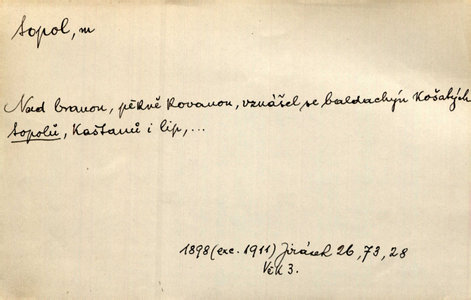 topol, m
Nad branou, pěkně kovanou, vznášel se baldachýn košatých
topolů, kaštanů i lip, ...
1898 (exc. 1911) Jirásek 26, 73, 28
Věk 3.